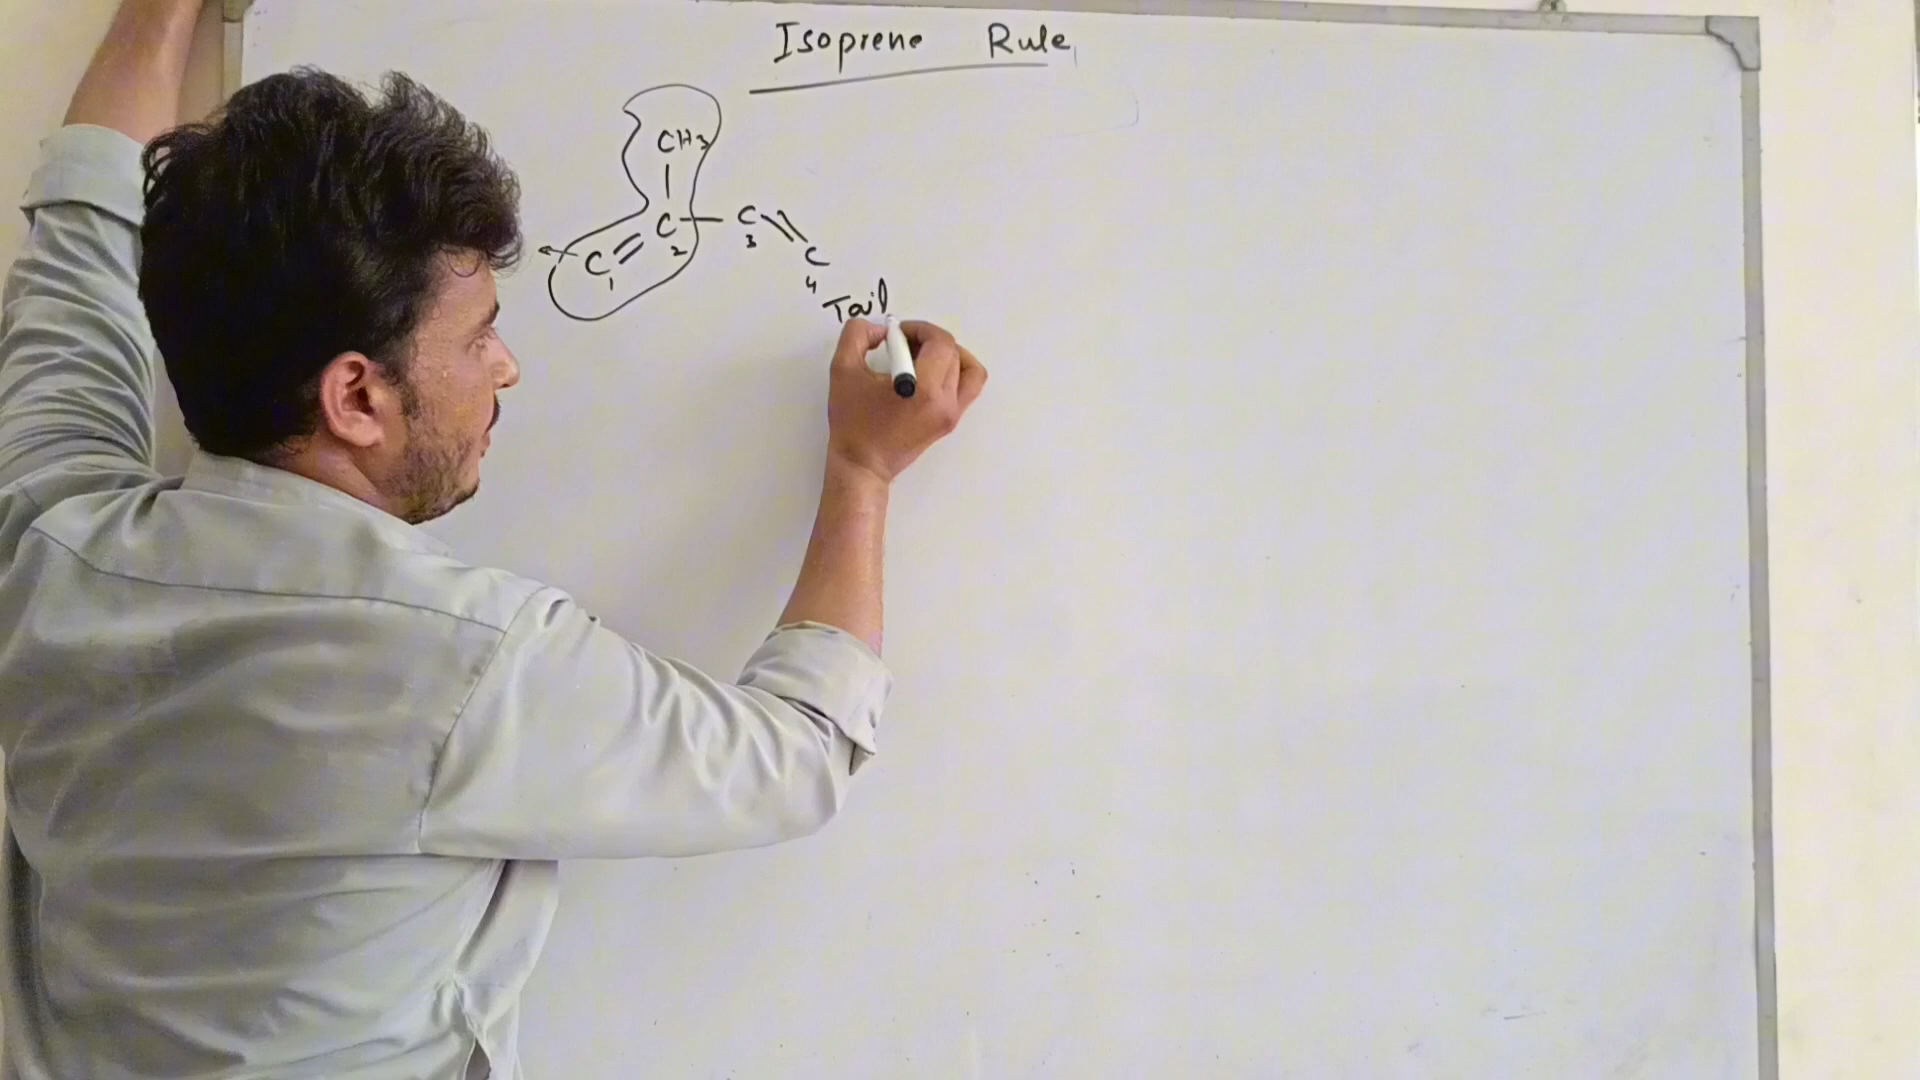 Isoprene Rule
CH3
C = C - C = C
1 2 3 4
Tail